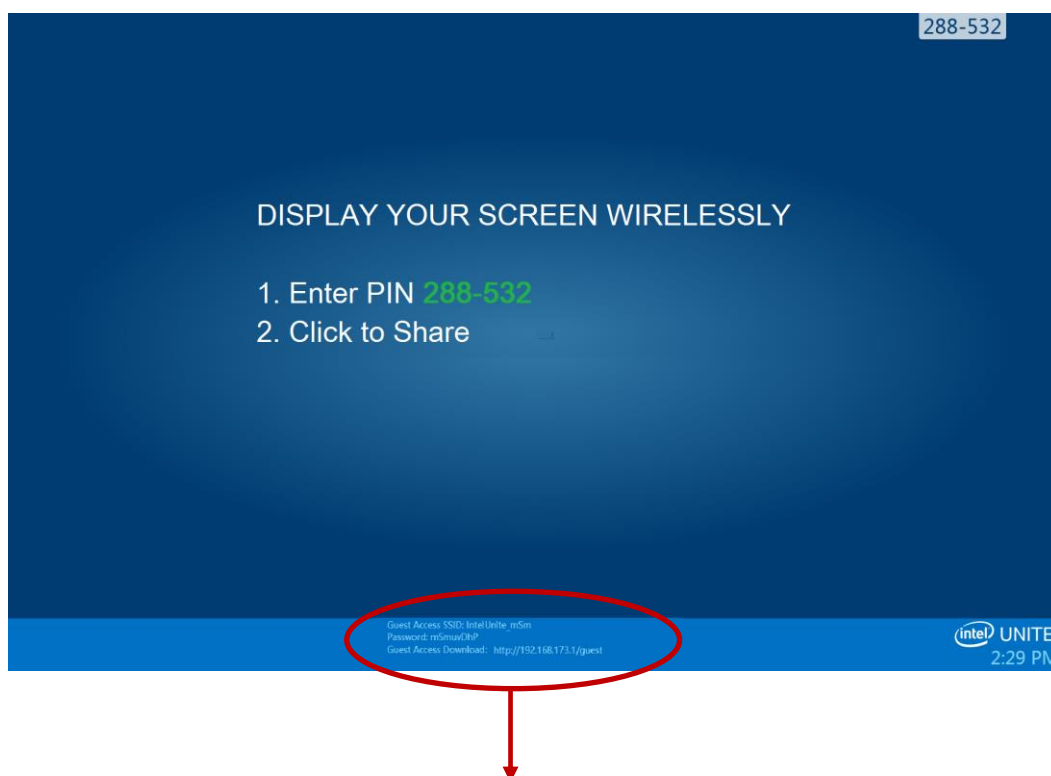 288-532
DISPLAY YOUR SCREEN WIRELESSLY
1. Enter PIN 288-532
2. Click to Share
Guest Access SSID: IntelUnite_mSm
Password: mSmuvDhP
Guest Access Download: http://192.168.173.1/guest
intel UNITE
2:29 PM